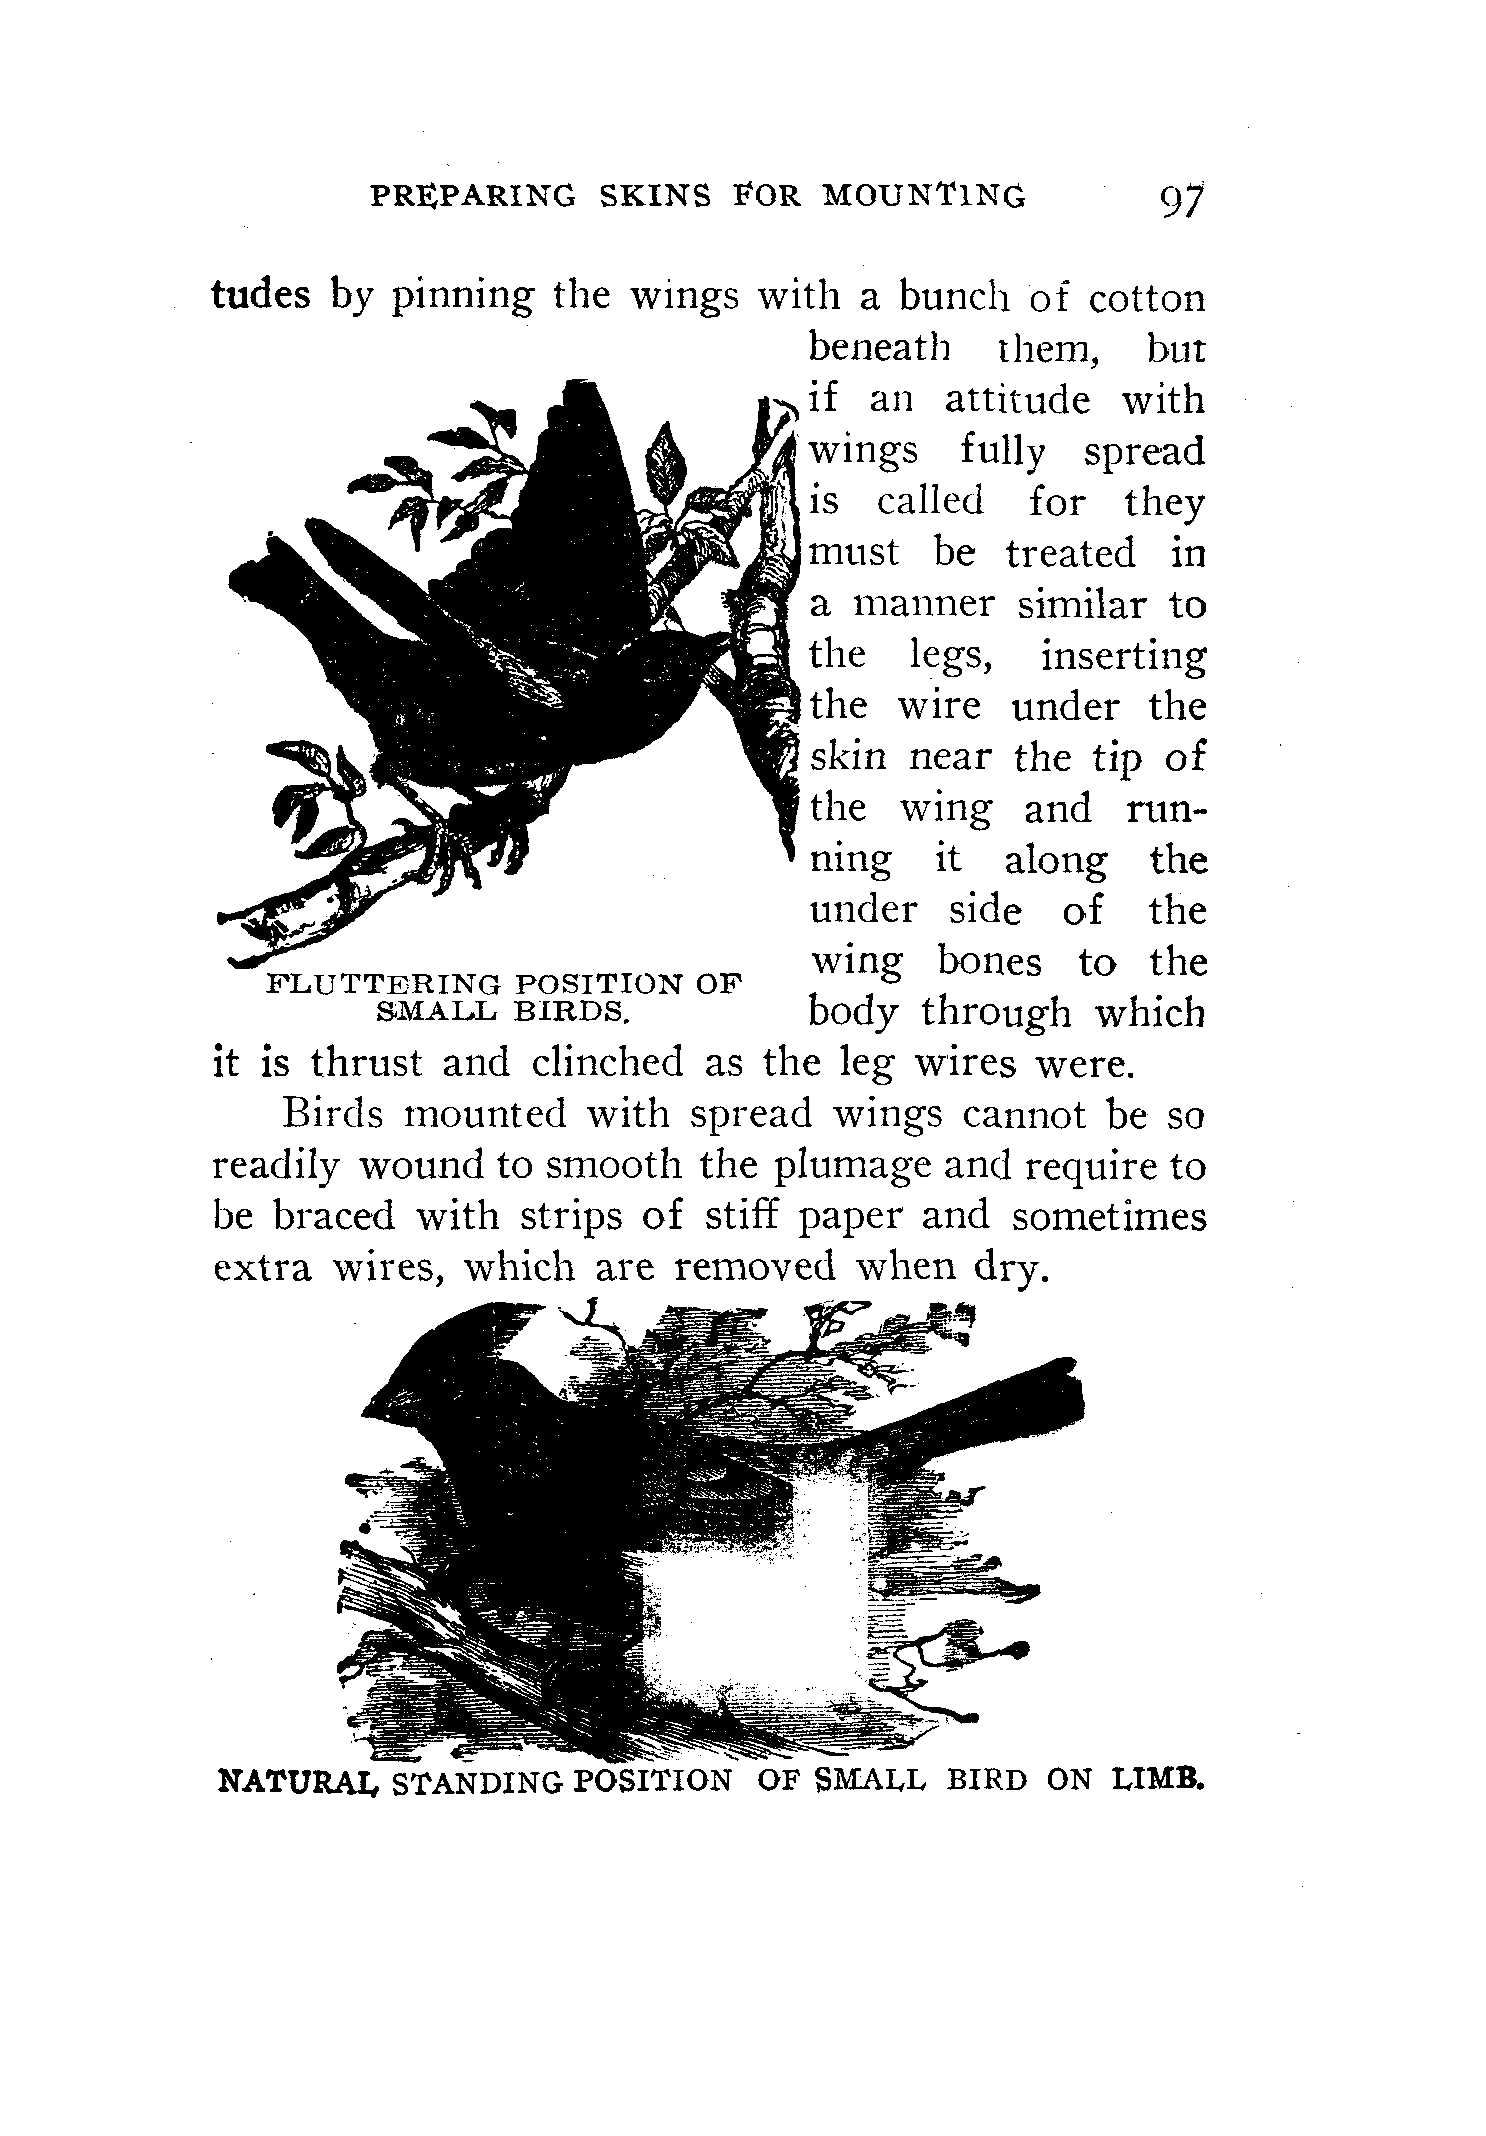 PREPARING SKINS FOR MOUNTING 97
tudes by pinning the wings with a bunch of cotton
beneath them, but
if an attitude with
wings fully spread
is called for they
must be treated in
a manner similar to
the legs, inserting
the wire under the
skin near the tip of
the wing and run-
ning it along the
under side of the
wing bones to the
body through which
FLUTTERING POSITION OF
SMALL BIRDS.
it is thrust and clinched as the leg wires were.
Birds mounted with spread wings cannot be so
readily wound to smooth the plumage and require to
be braced with strips of stiff paper and sometimes
extra wires, which are removed when dry.
NATURAL STANDING POSITION OF SMALL BIRD ON LIMB.